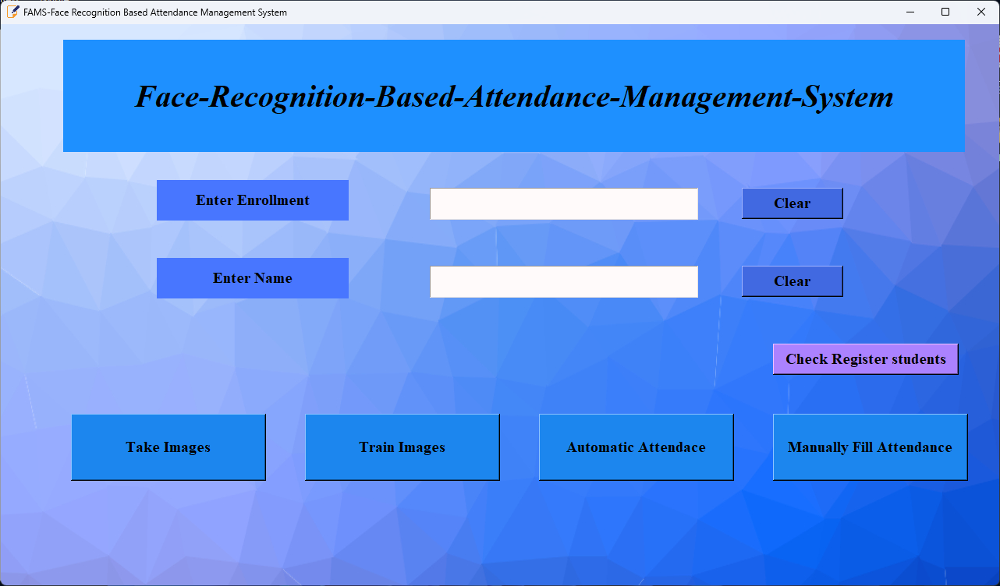 FAMS-Face Recognition Based Attendance Management System
Face-Recognition-Based-Attendance-Management-System
Enter Enrollment
Clear
Enter Name
Clear
Check Register students
Take Images
Train Images
Automatic Attendace
Manually Fill Attendance